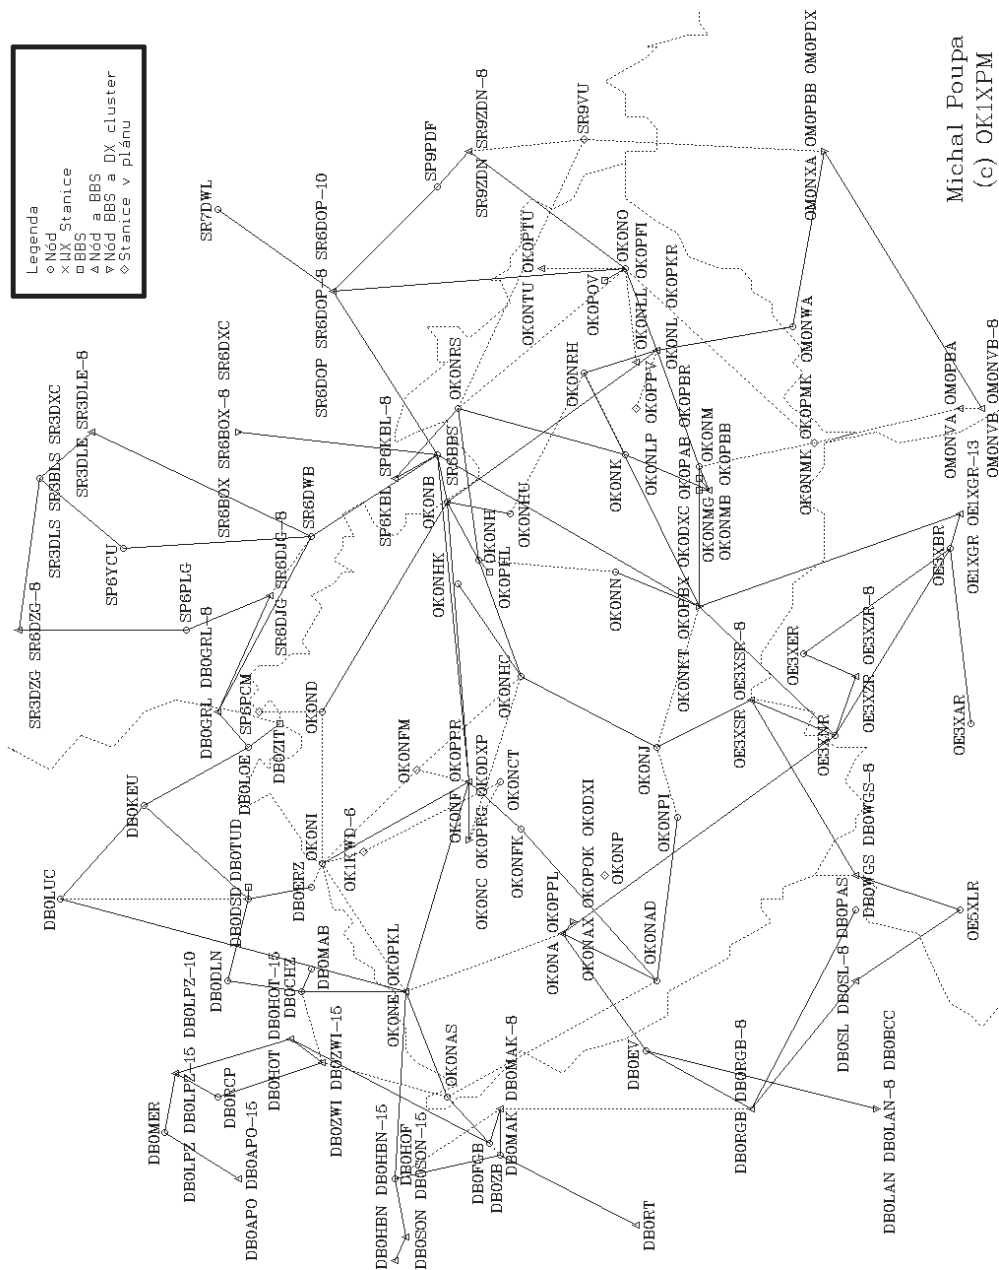 Legenda
Nód
WX Stanice
BBS
Nód a BBS
Nód BBS a DX cluster
Stanice v plánu
SR3DZG SR6DZG-8
SR3DLS SR3BLS SR3DXC
SR3DLE SR3DLE-8
SP6YCU
SP6PLG
SR7DWL
SR6BOX SR6BOX-8 SR6DXC
SR6DWB
SR6DJG SR6DJG-8
SR6DOP SR6DOP-8 SR6DOP-10
SP9PDF
SR9ZDN SR9ZDN-8
SR9VU
DB0GRL DB0GRL-8
SP6PCM
DB0ZIT
DB0LOE
OK0ND
DB0KEU
DB0LUC
DB0DSD DB0TUD
DB0ERZ
OK0NI
OK1KWD-6
OK0NFM
SP6KBL SP6KBL-8
SR6BBS
OK0NRS
OK0NB
OK0NHK
OK0NH
OK0PHL
OK0NHU
OK0NTU OK0PTU
OK0POV
OK0NO
OK0NLL OK0PFI
OK0NL OK0PKR
OK0NRH
OK0NLP OK0PPV
OK0NK
OK0NN
OK0NHC
OK0NF OK0PPR
OK0NC OK0PRG OK0DXP
OK0NCT
OK0NFK
OK0NP
OK0NA OK0PPL
OK0NAX OK0POK OK0DXI
OK0NAD
OK0NPI
OK0NJ
OK0NKT OK0PBX OK0DXC OK0PAB OK0PBR
OK0NM
OK0NMG
OK0NMB OK0PBB
OK0NMK OK0PMK
OM0NWA
OM0NXA OM0PBB OM0PDX
OM0NVA OM0PBA
OM0NVB OM0NVB-8
OE1XGR OE1XGR-13
OE3XBR
OE3XER
OE3XZR OE3XZR-8
OE3XSR OE3XSR-8
OE3XNR
OE3XAR
OE5XLR
DB0WGS DB0WGS-8
DB0PAS
DB0SL DB0SL-8
DB0RGB DB0RGB-8
DB0EV
DB0LAN DB0LAN-8 DB0BCC
DB0RT
DB0MAK DB0MAK-8
DB0ZB
DB0FGB
OK0NAS
OK0NE OK0PKL
DB0HOF
DB0HBN DB0HBN-15
DB0SON DB0SON-15
DB0ZWI DB0ZWI-15
DB0HOT DB0HOT-15
DB0CHZ
DB0MAB
DB0DLN
DB0RCP
DB0MER
DB0LPZ DB0LPZ-15 DB0LPZ-10
DB0APO DB0APO-15
Michal Poupa
(c) OK1XPM